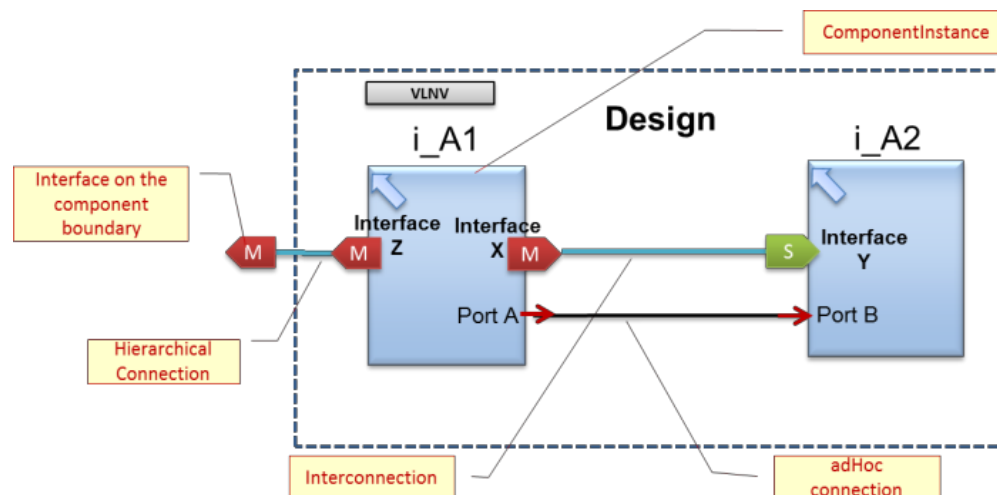 ComponentInstance
VLNV
Design
i_A1
i_A2
Interface on the
component
boundary
Interface
Z
Interface
X
Interface
Y
M
M
M
S
Port A
Port B
Hierarchical
Connection
Interconnection
adHoc
connection